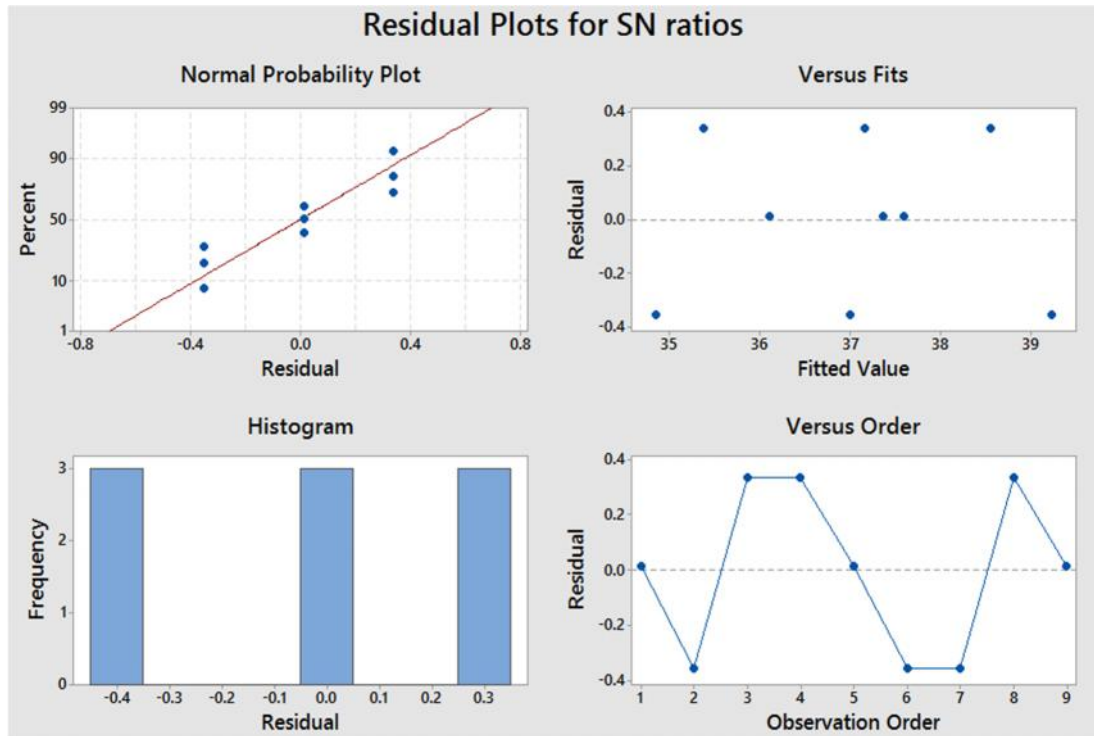 Residual Plots for SN ratios
Normal Probability Plot
99
90
50
10
1
Percent
-0.8 -0.4 0.0 0.4 0.8
Residual
Versus Fits
0.4
0.2
0.0
-0.2
-0.4
Residual
35 36 37 38 39
Fitted Value
Histogram
3
2
1
0
Frequency
-0.4 -0.3 -0.2 -0.1 0.0 0.1 0.2 0.3
Residual
Versus Order
0.4
0.2
0.0
-0.2
-0.4
Residual
1 2 3 4 5 6 7 8 9
Observation Order